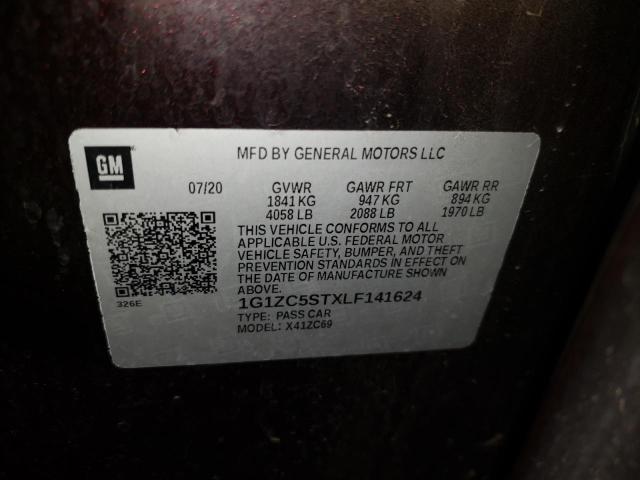 GM
MFD BY GENERAL MOTORS LLC
07/20 GVWR GAWR FRT GAWR RR
1841 KG 947 KG 894 KG
4058 LB 2088 LB 1970 LB
THIS VEHICLE CONFORMS TO ALL
APPLICABLE U.S. FEDERAL MOTOR
VEHICLE SAFETY, BUMPER, AND THEFT
PREVENTION STANDARDS IN EFFECT ON
THE DATE OF MANUFACTURE SHOWN
ABOVE.
326E
1G1ZC5STXLF141624
TYPE: PASS CAR
MODEL: X41ZC69